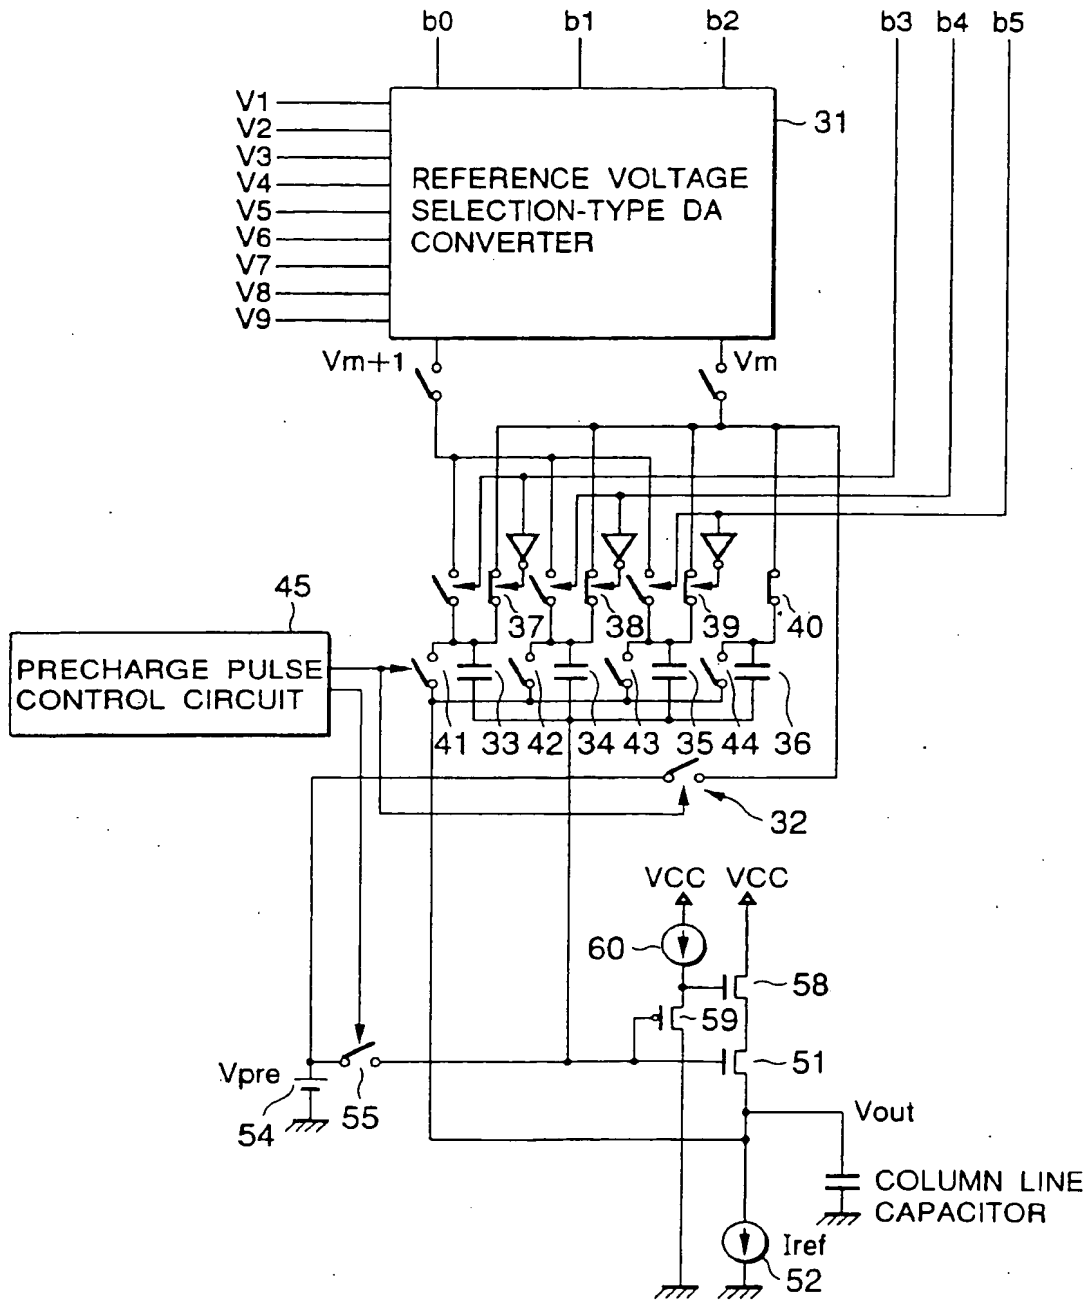 b0 b1 b2 b3 b4 b5
V1
V2
V3
V4
V5
V6
V7
V8
V9
31
REFERENCE VOLTAGE
SELECTION-TYPE DA
CONVERTER
Vm+1 Vm
45
37 38 39 40
PRECHARGE PULSE
CONTROL CIRCUIT
41 33 42 34 43 35 44 36
32
VCC VCC
60
58
59
51
Vpre
54 55
Vout
COLUMN LINE
CAPACITOR
Iref
52